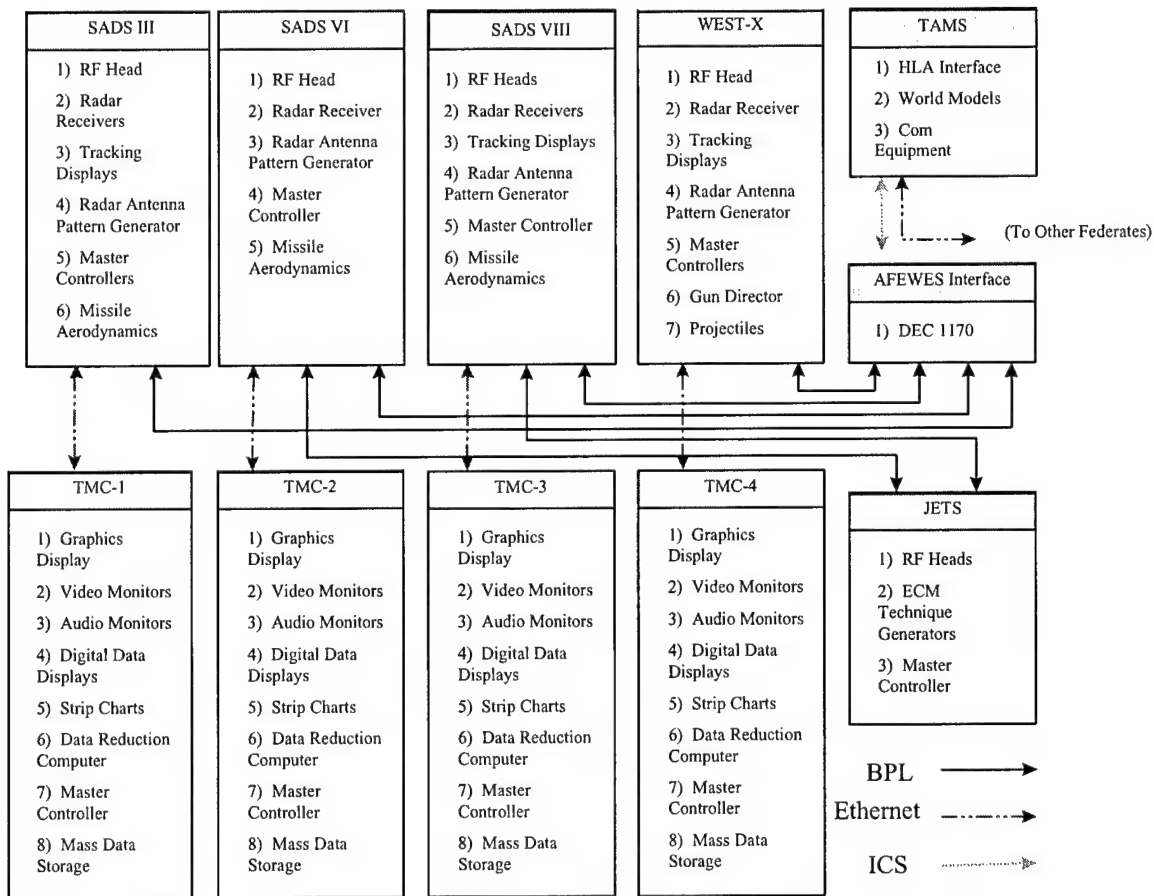 SADS III
1) RF Head
2) Radar
Receivers
3) Tracking
Displays
4) Radar Antenna
Pattern Generator
5) Master
Controllers
6) Missile
Aerodynamics
SADS VI
1) RF Head
2) Radar Receiver
3) Radar Antenna
Pattern Generator
4) Master
Controller
5) Missile
Aerodynamics
SADS VIII
1) RF Heads
2) Radar Receivers
3) Tracking Displays
4) Radar Antenna
Pattern Generator
5) Master Controller
6) Missile
Aerodynamics
WEST-X
1) RF Head
2) Radar Receiver
3) Tracking
Displays
4) Radar Antenna
Pattern Generator
5) Master
Controllers
6) Gun Director
7) Projectiles
TAMS
1) HLA Interface
2) World Models
3) Com
Equipment
(To Other Federates)
AFEWES Interface
1) DEC 1170
TMC-1
1) Graphics
Display
2) Video Monitors
3) Audio Monitors
4) Digital Data
Displays
5) Strip Charts
6) Data Reduction
Computer
7) Master
Controller
8) Mass Data
Storage
TMC-2
1) Graphics
Display
2) Video Monitors
3) Audio Monitors
4) Digital Data
Displays
5) Strip Charts
6) Data Reduction
Computer
7) Master
Controller
8) Mass Data
Storage
TMC-3
1) Graphics
Display
2) Video Monitors
3) Audio Monitors
4) Digital Data
Displays
5) Strip Charts
6) Data Reduction
Computer
7) Master
Controller
8) Mass Data
Storage
TMC-4
1) Graphics
Display
2) Video Monitors
3) Audio Monitors
4) Digital Data
Displays
5) Strip Charts
6) Data Reduction
Computer
7) Master
Controller
8) Mass Data
Storage
JETS
1) RF Heads
2) ECM
Technique
Generators
3) Master
Controller
BPL
Ethernet
ICS